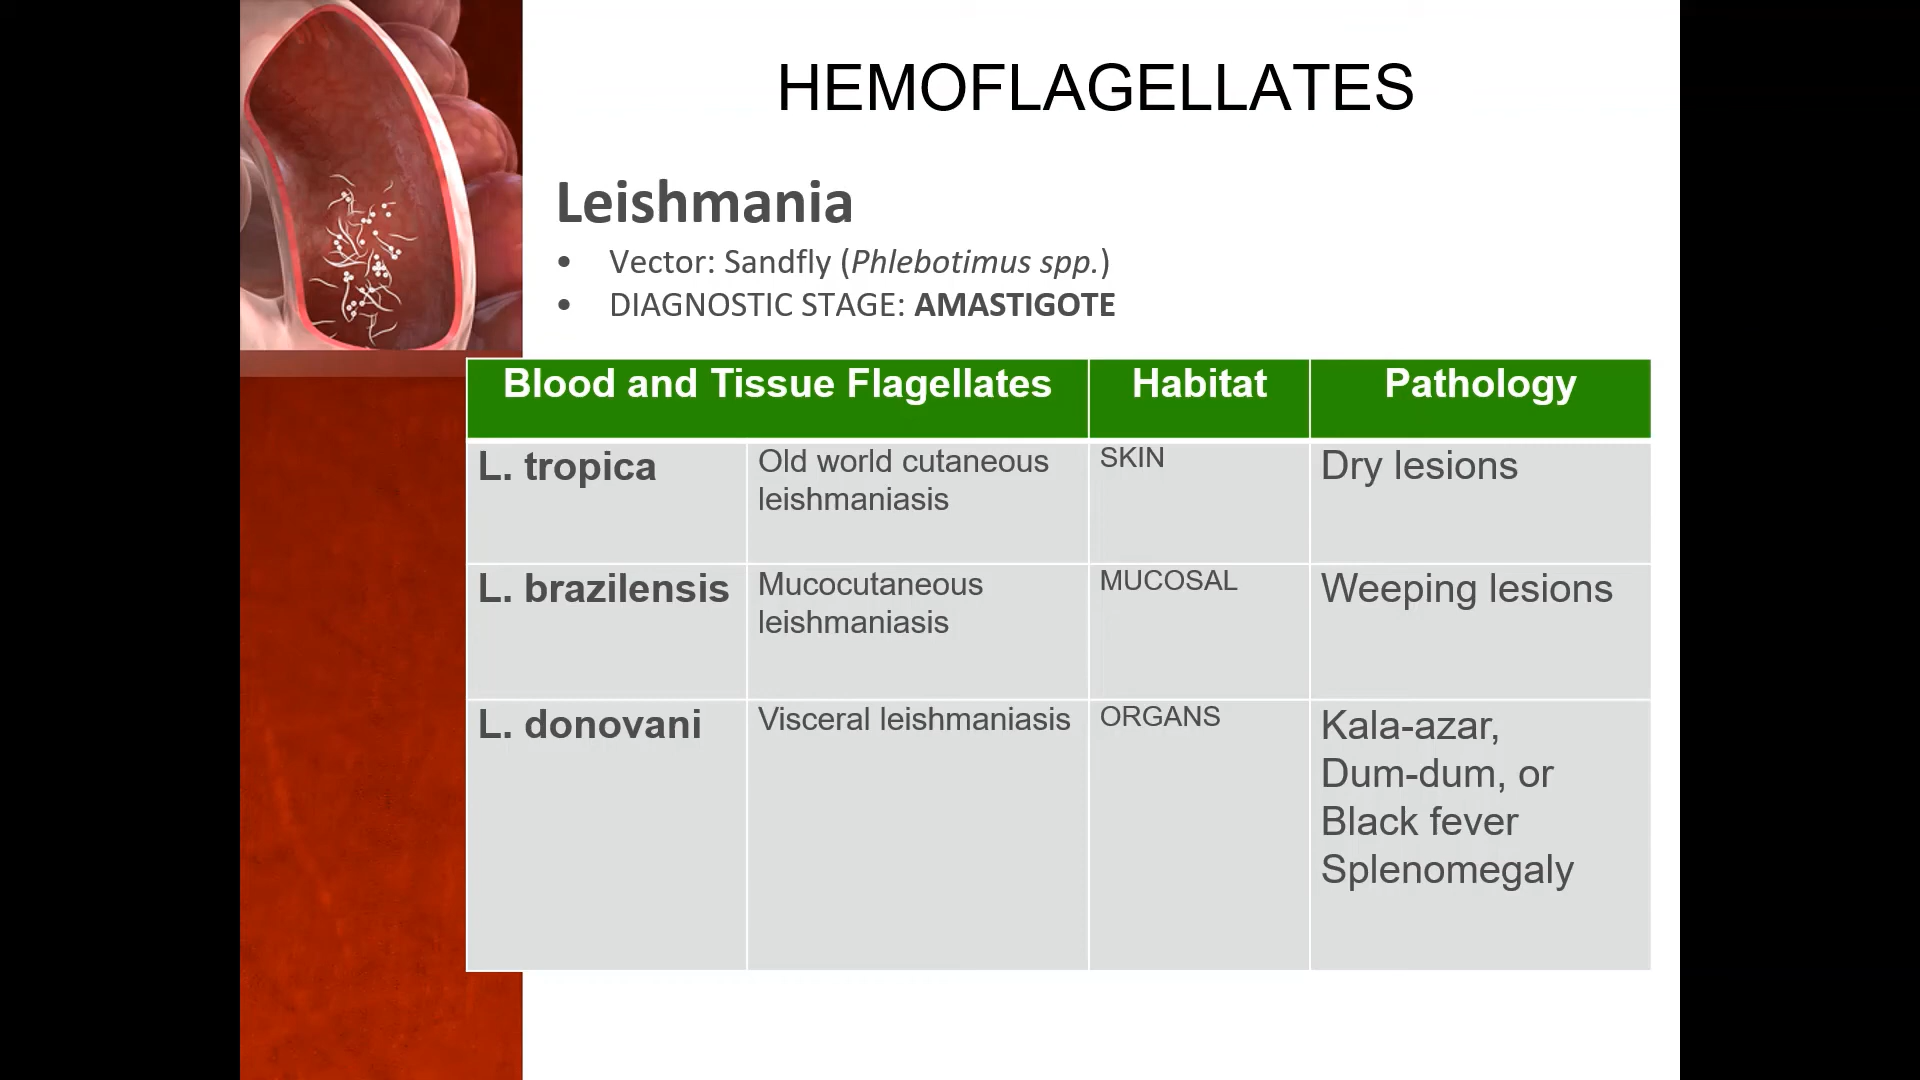 HEMOFLAGELLATES
Leishmania
• Vector: Sandfly (Phlebotimus spp.)
• DIAGNOSTIC STAGE: AMASTIGOTE
Blood and Tissue Flagellates Habitat Pathology
L. tropica
Old world cutaneous
leishmaniasis
SKIN
Dry lesions
L. brazilensis
Mucocutaneous
leishmaniasis
MUCOSAL
Weeping lesions
L. donovani
Visceral leishmaniasis
ORGANS
Kala-azar,
Dum-dum, or
Black fever
Splenomegaly